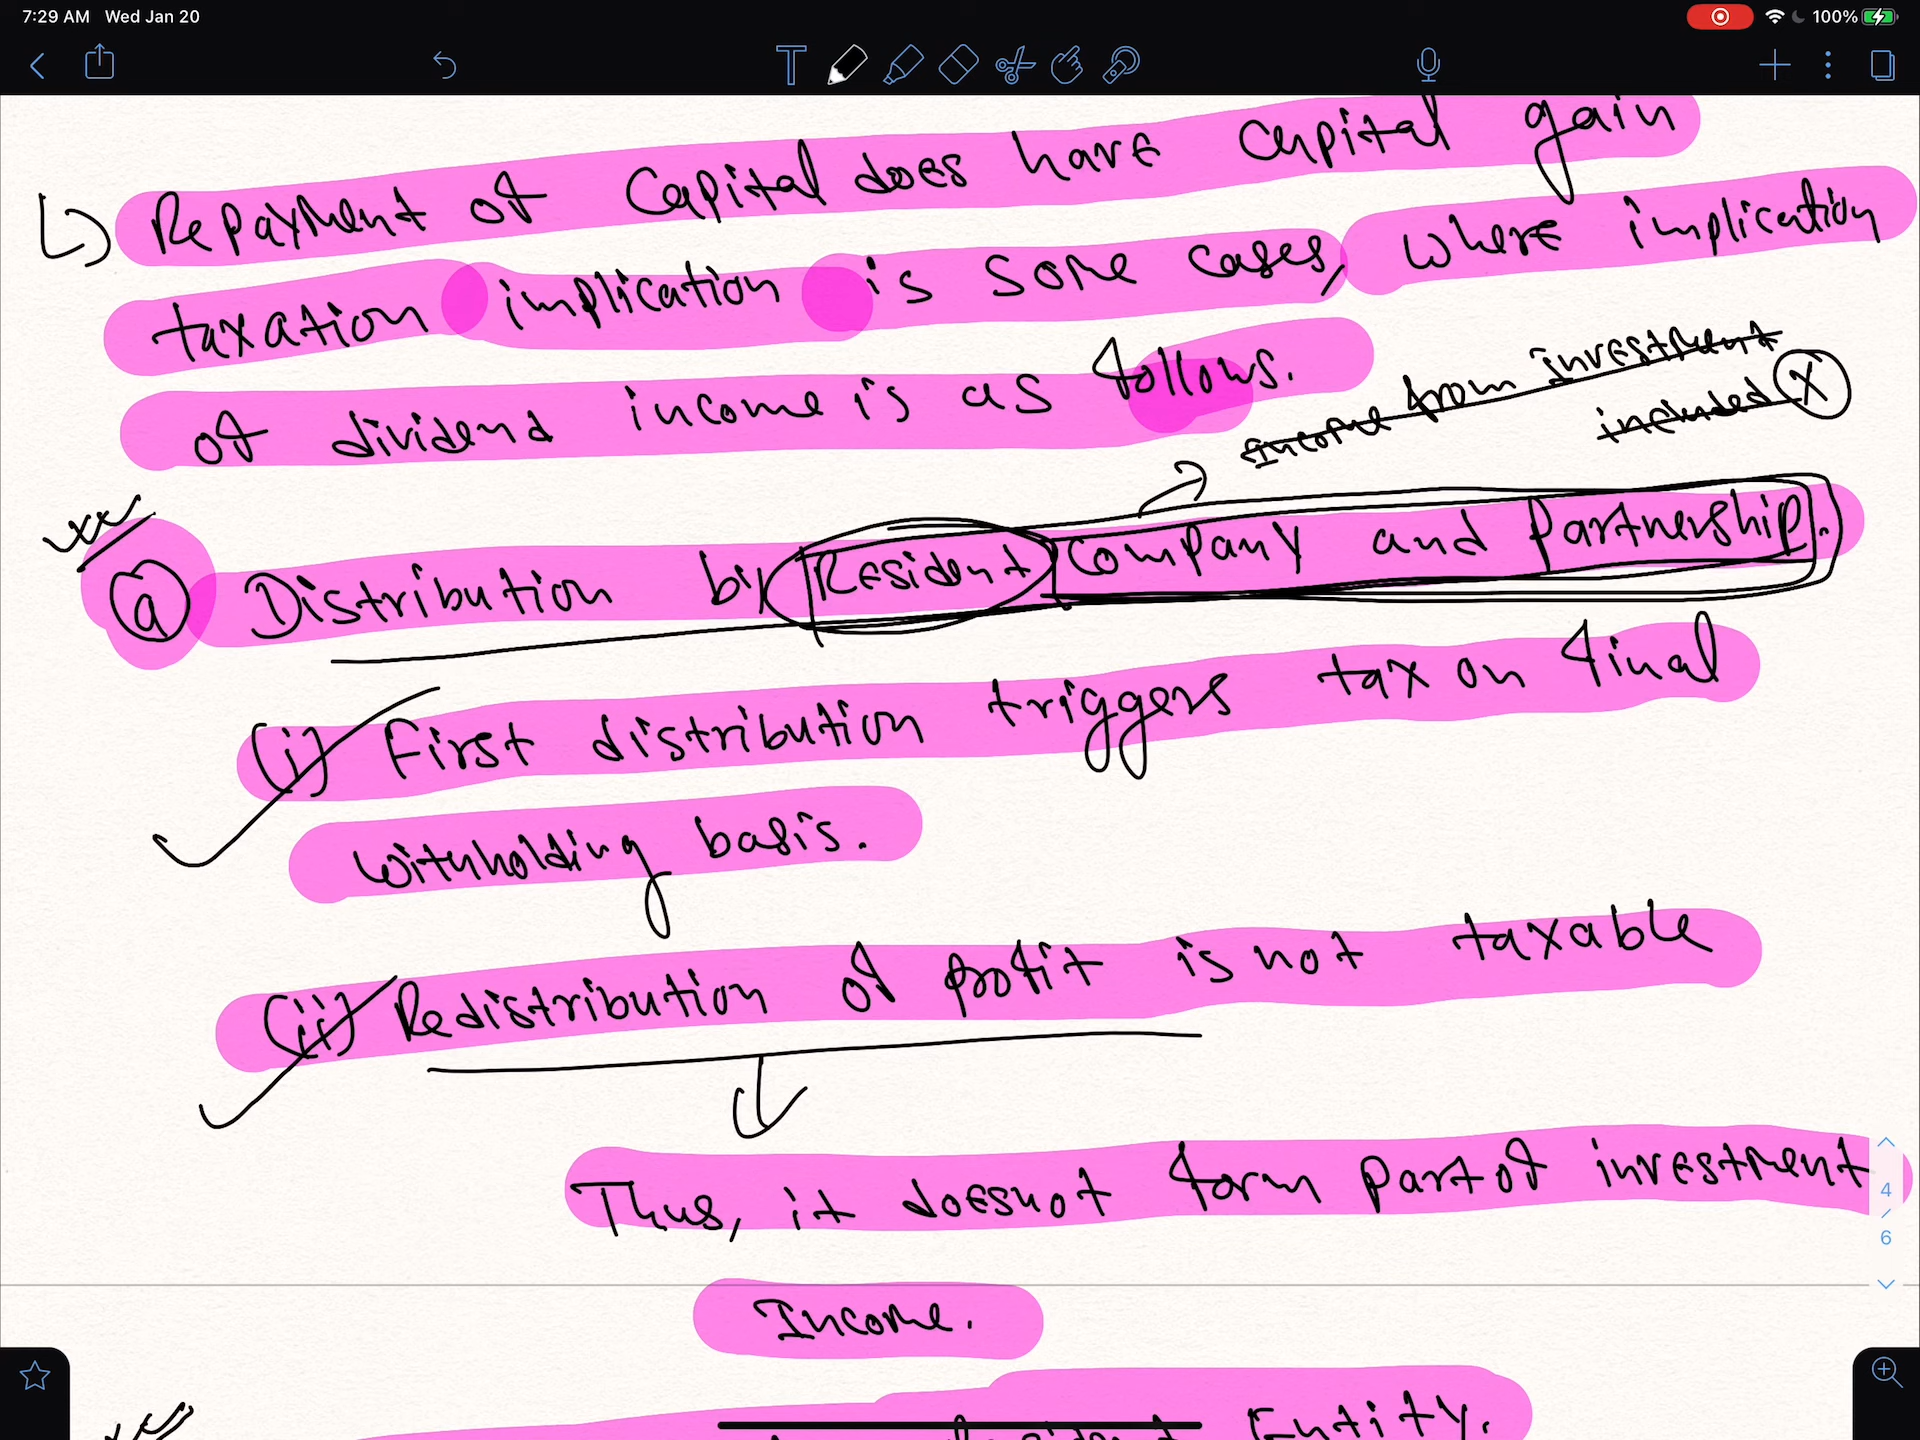 7:29 AM Wed Jan 20
100%
Repayment of Capital does have capital gain
taxation implication is some cases, where implication
of dividend income is as follows.
Income from investment
included X
a Distribution by Resident Company and Partnership.
(i) First distribution triggers tax on final
withholding basis.
(ii) Redistribution of profit is not taxable
Thus, it does not form part of investment
Income.
4
6
Entity.